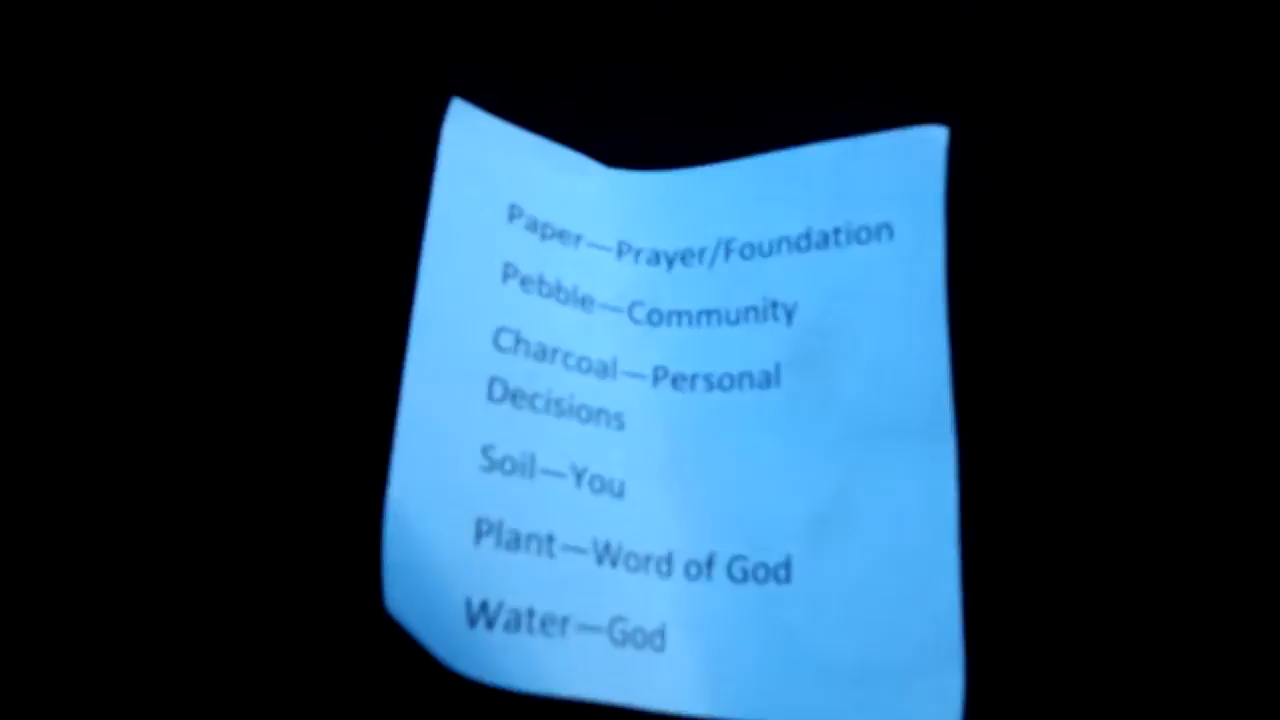 Paper—Prayer/Foundation
Pebble—Community
Charcoal—Personal
Decisions
Soil—You
Plant—Word of God
Water—God